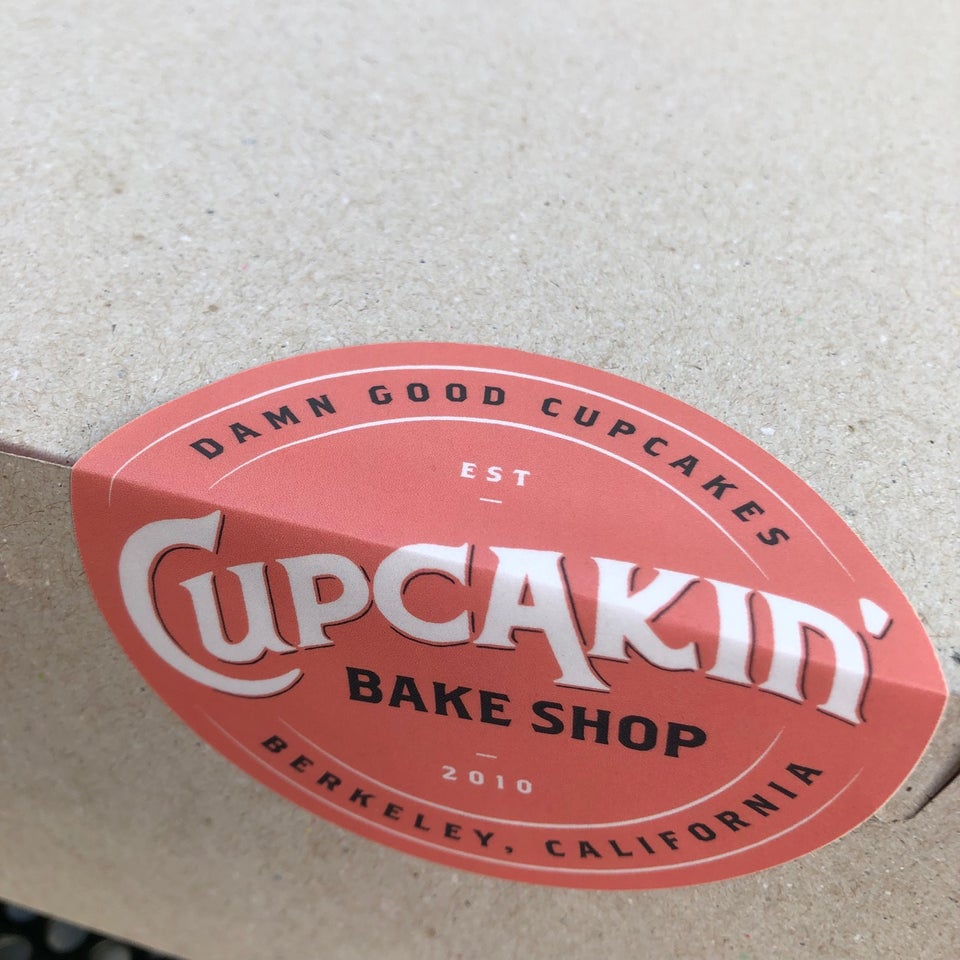 DAMN GOOD CUPCAKES
EST
CUPCAKIN'
BAKE SHOP
2010
BERKELEY, CALIFORNIA